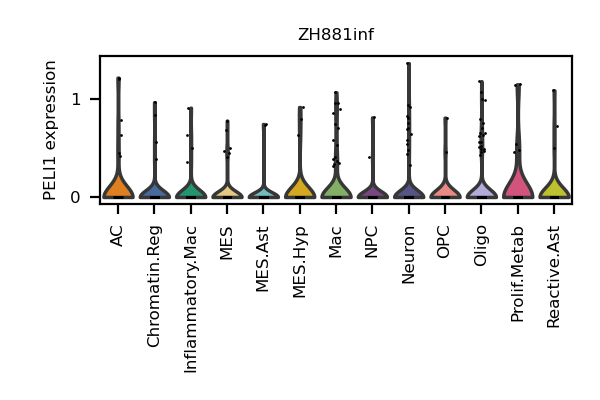 ZH881inf
PELI1 expression
1
0
AC
Chromatin.Reg
Inflammatory.Mac
MES
MES.Ast
MES.Hyp
Mac
NPC
Neuron
OPC
Oligo
Prolif.Metab
Reactive.Ast